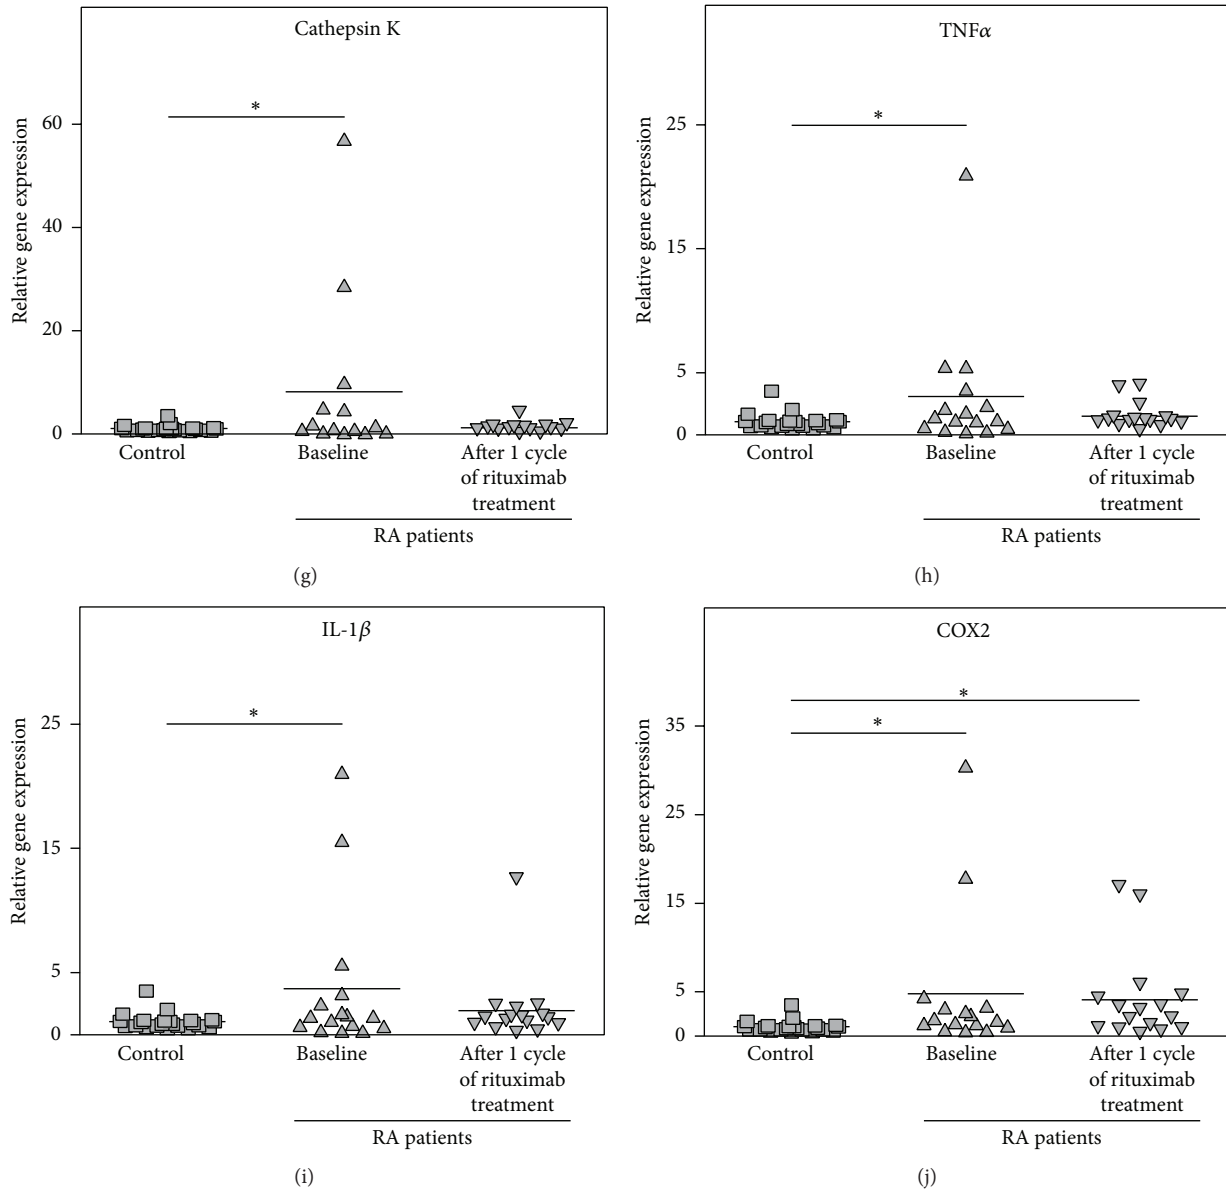 Cathepsin K
Relative gene expression
60
40
20
0
*
Control
Baseline
After 1 cycle
of rituximab
treatment
RA patients
(g)
TNFα
Relative gene expression
25
15
5
0
*
Control
Baseline
After 1 cycle
of rituximab
treatment
RA patients
(h)
IL-1β
Relative gene expression
25
15
5
0
*
Control
Baseline
After 1 cycle
of rituximab
treatment
RA patients
(i)
COX2
Relative gene expression
35
25
15
5
0
*
*
Control
Baseline
After 1 cycle
of rituximab
treatment
RA patients
(j)